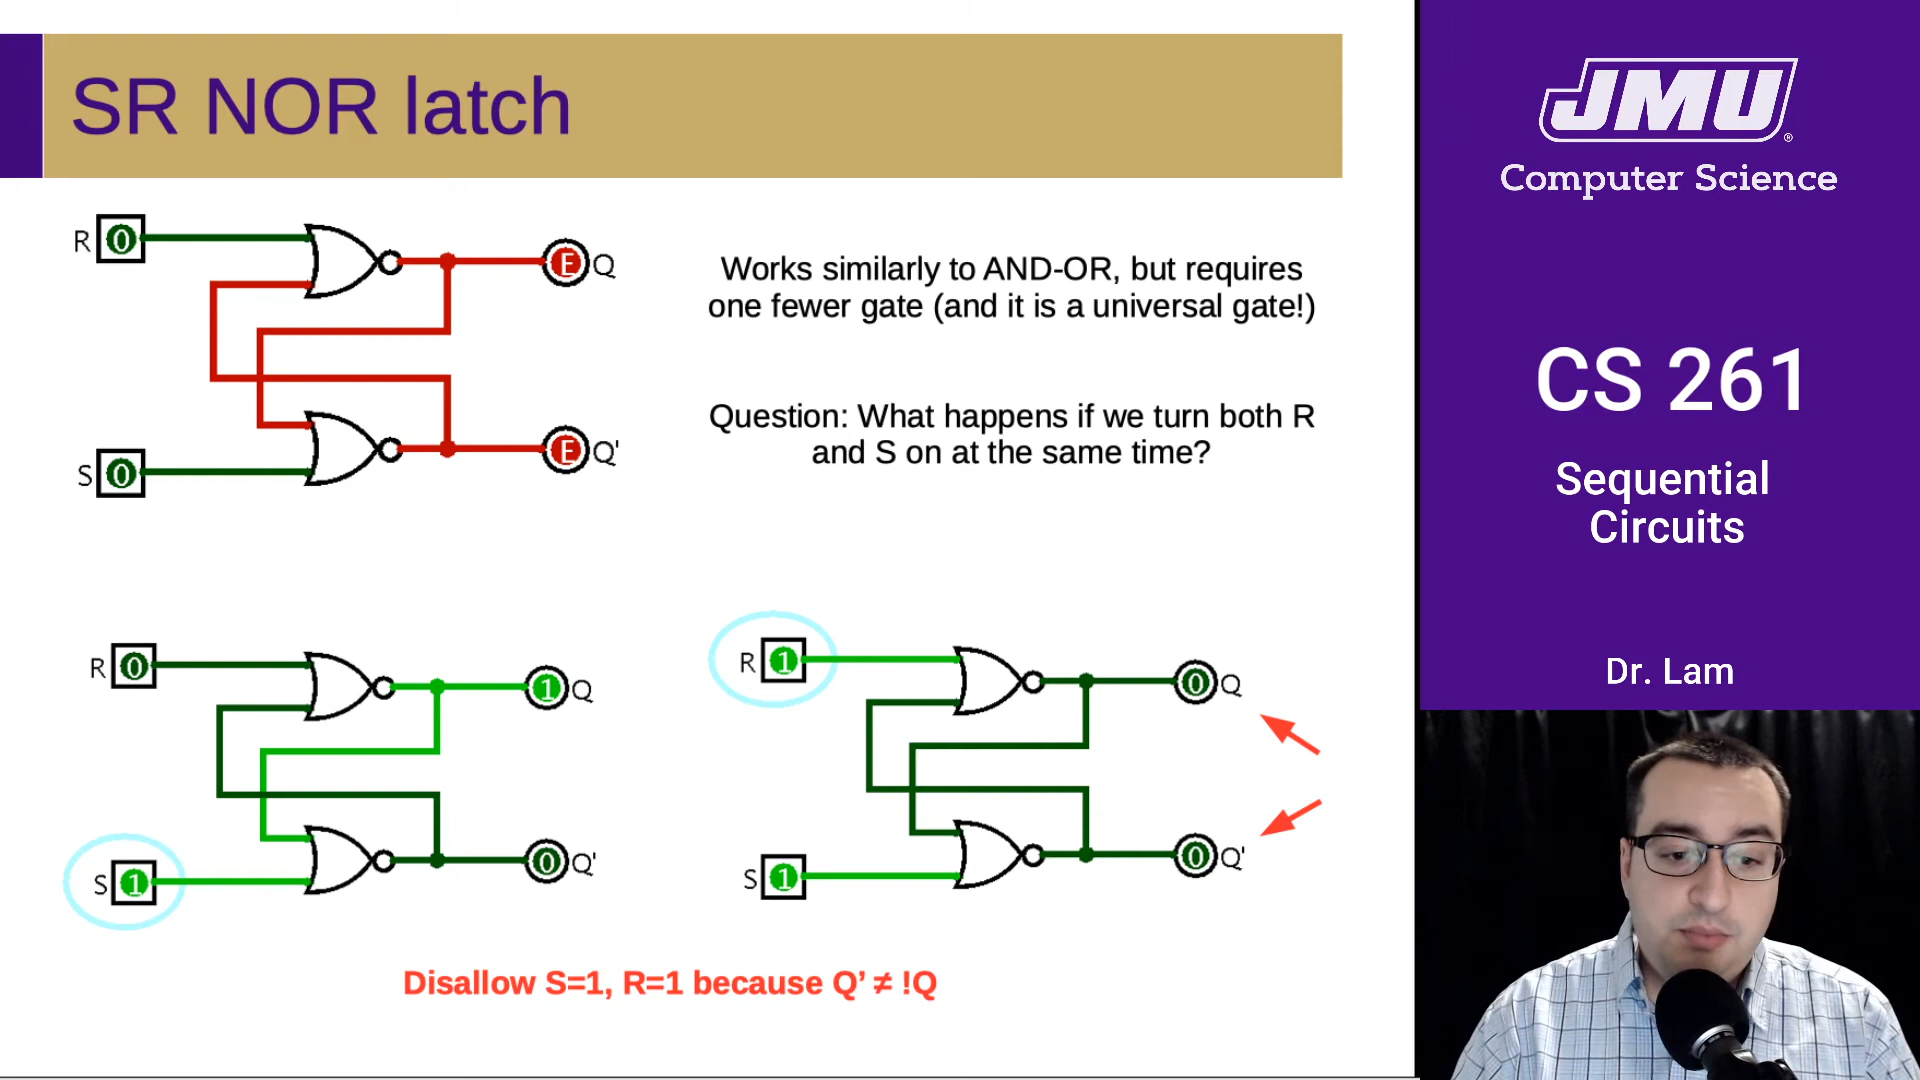 SR NOR latch
R 0
E Q
S 0
E Q'
Works similarly to AND-OR, but requires
one fewer gate (and it is a universal gate!)
Question: What happens if we turn both R
and S on at the same time?
R 0
1 Q
S 1
0 Q'
R 1
0 Q
S 1
0 Q'
Disallow S=1, R=1 because Q’ ≠ !Q
JMU®
Computer Science
CS 261
Sequential
Circuits
Dr. Lam